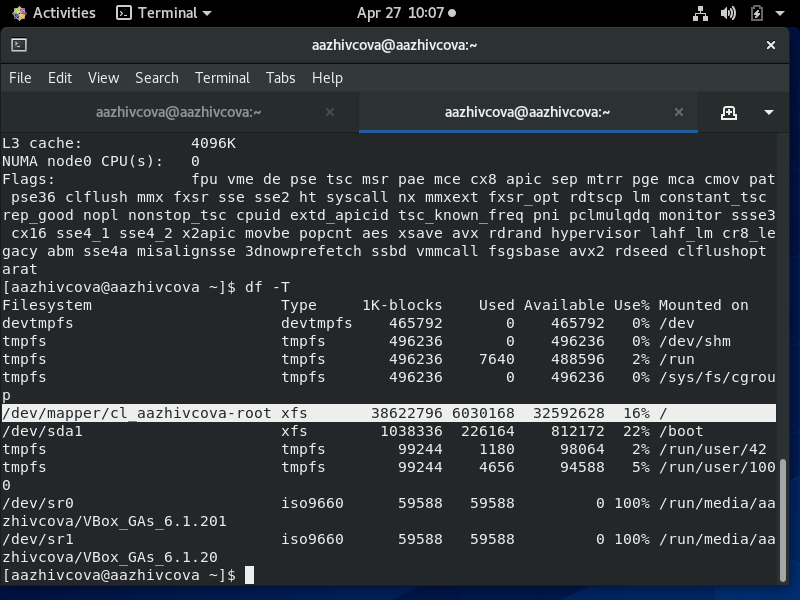 Activities Terminal Apr 27 10:07
aazhivcova@aazhivcova:~
File Edit View Search Terminal Tabs Help
aazhivcova@aazhivcova:~ aazhivcova@aazhivcova:~
L3 cache:            4096K
NUMA node0 CPU(s):   0
Flags:               fpu vme de pse tsc msr pae mce cx8 apic sep mtrr pge mca cmov pat
 pse36 clflush mmx fxsr sse sse2 ht syscall nx mmxext fxsr_opt rdtscp lm constant_tsc
rep_good nopl nonstop_tsc cpuid extd_apicid tsc_known_freq pni pclmulqdq monitor ssse3
 cx16 sse4_1 sse4_2 x2apic movbe popcnt aes xsave avx rdrand hypervisor lahf_lm cr8_le
gacy abm sse4a misalignsse 3dnowprefetch ssbd vmmcall fsgsbase avx2 rdseed clflushopt
arat
[aazhivcova@aazhivcova ~]$ df -T
Filesystem                     Type     1K-blocks    Used Available Use% Mounted on
devtmpfs                       devtmpfs    465792       0    465792   0% /dev
tmpfs                          tmpfs       496236       0    496236   0% /dev/shm
tmpfs                          tmpfs       496236    7640    488596   2% /run
tmpfs                          tmpfs       496236       0    496236   0% /sys/fs/cgrou
p
/dev/mapper/cl_aazhivcova-root xfs       38622796 6030168  32592628  16% /
/dev/sda1                      xfs        1038336  226164    812172  22% /boot
tmpfs                          tmpfs        99244    1180     98064   2% /run/user/42
tmpfs                          tmpfs        99244    4656     94588   5% /run/user/100
0
/dev/sr0                       iso9660      59588   59588         0 100% /run/media/aa
zhivcova/VBox_GAs_6.1.201
/dev/sr1                       iso9660      59588   59588         0 100% /run/media/aa
zhivcova/VBox_GAs_6.1.20
[aazhivcova@aazhivcova ~]$